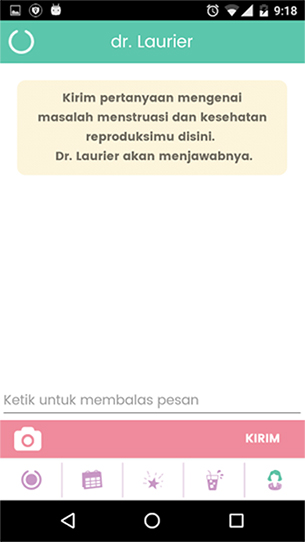 9:18
dr. Laurier
Kirim pertanyaan mengenai
masalah menstruasi dan kesehatan
reproduksimu disini.
Dr. Laurier akan menjawabnya.
Ketik untuk membalas pesan
KIRIM